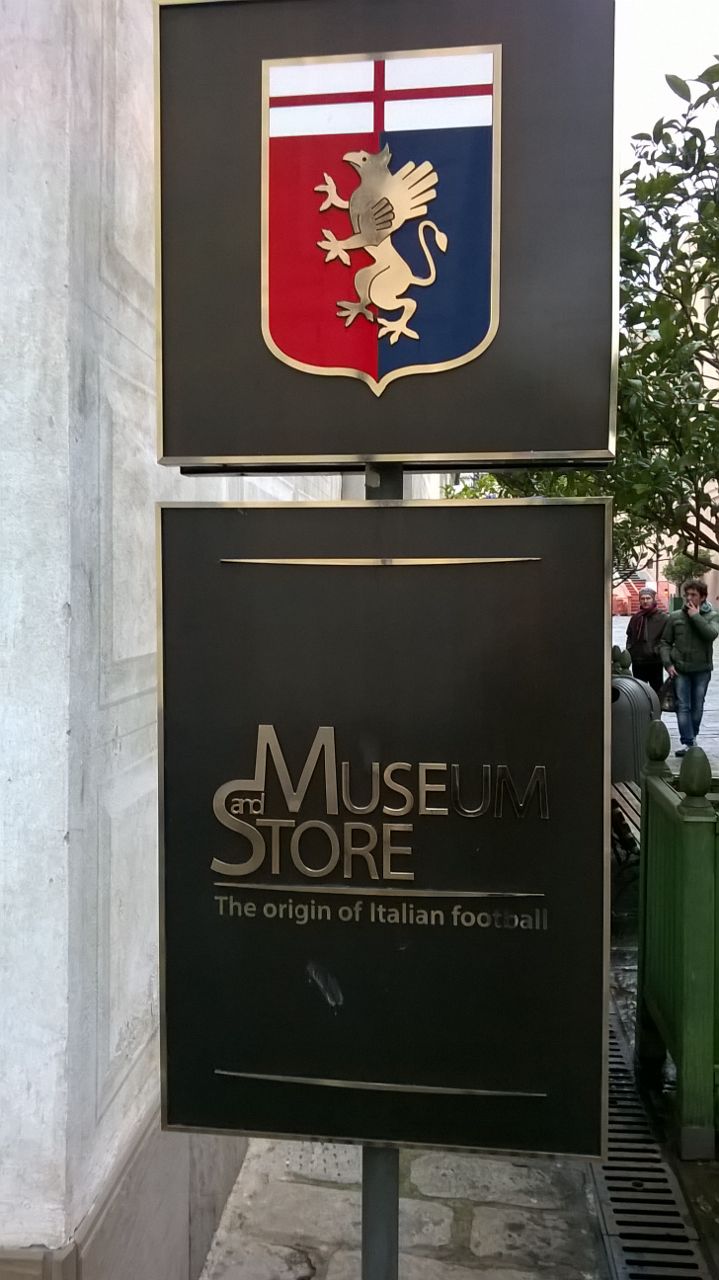 MUSEUM
and
STORE
The origin of Italian football